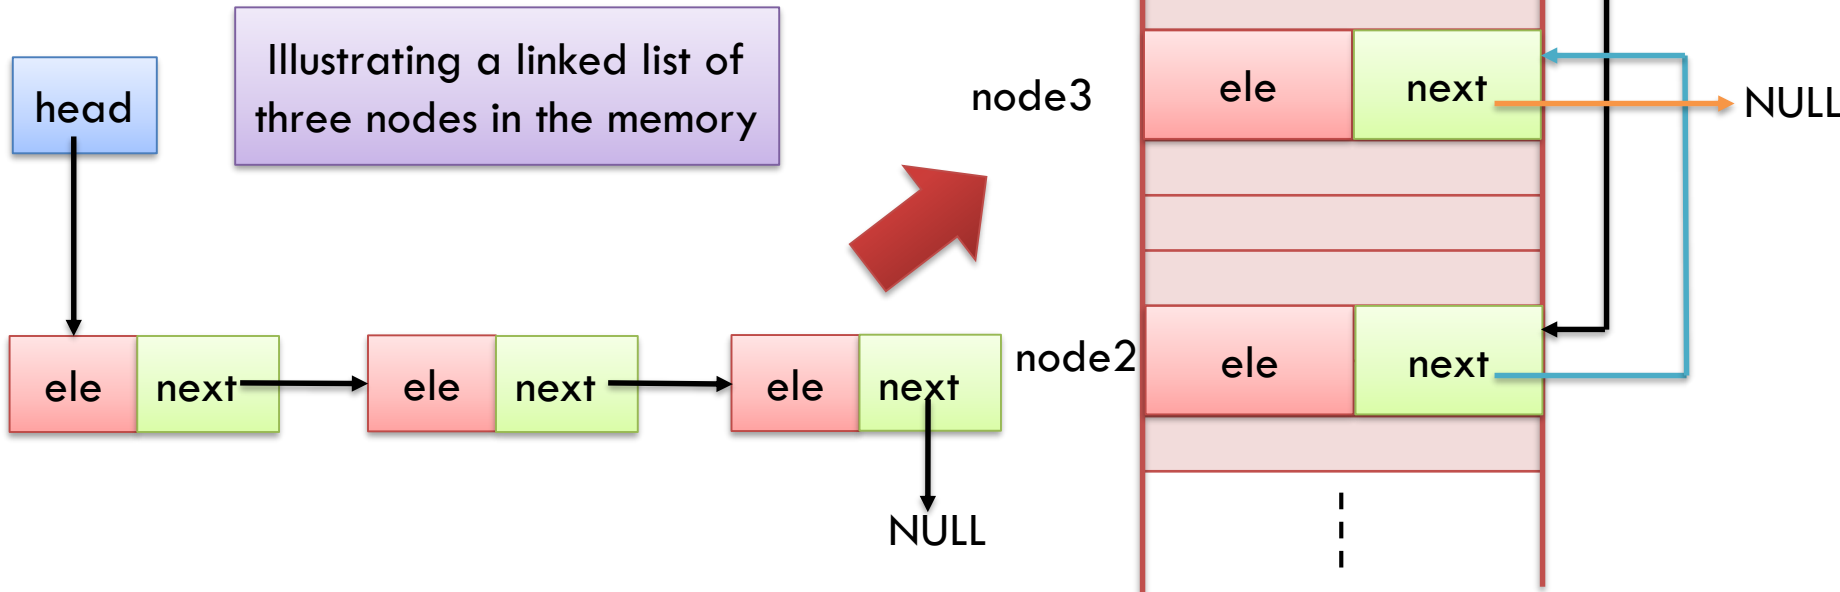 head
Illustrating a linked list of
three nodes in the memory
ele next
ele next
ele next
NULL
node3
ele next
NULL
node2
ele next